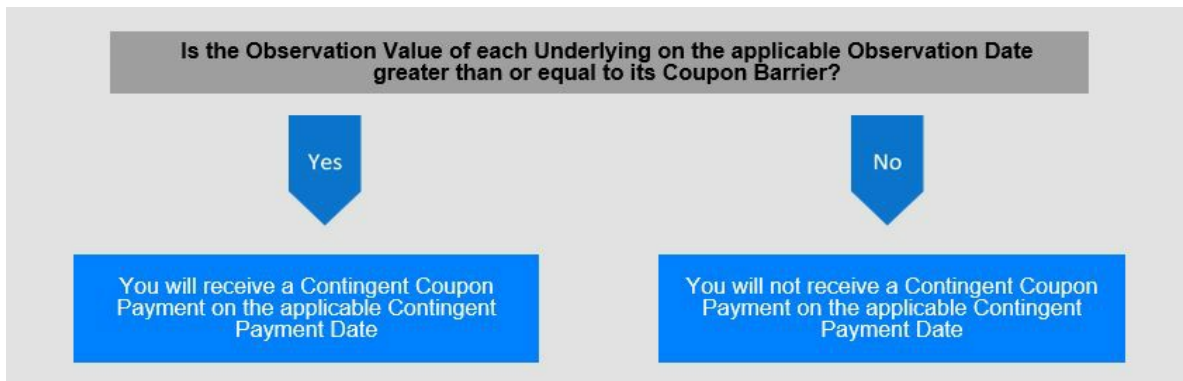 Is the Observation Value of each Underlying on the applicable Observation Date
greater than or equal to its Coupon Barrier?
Yes
No
You will receive a Contingent Coupon
Payment on the applicable Contingent
Payment Date
You will not receive a Contingent Coupon
Payment on the applicable Contingent
Payment Date